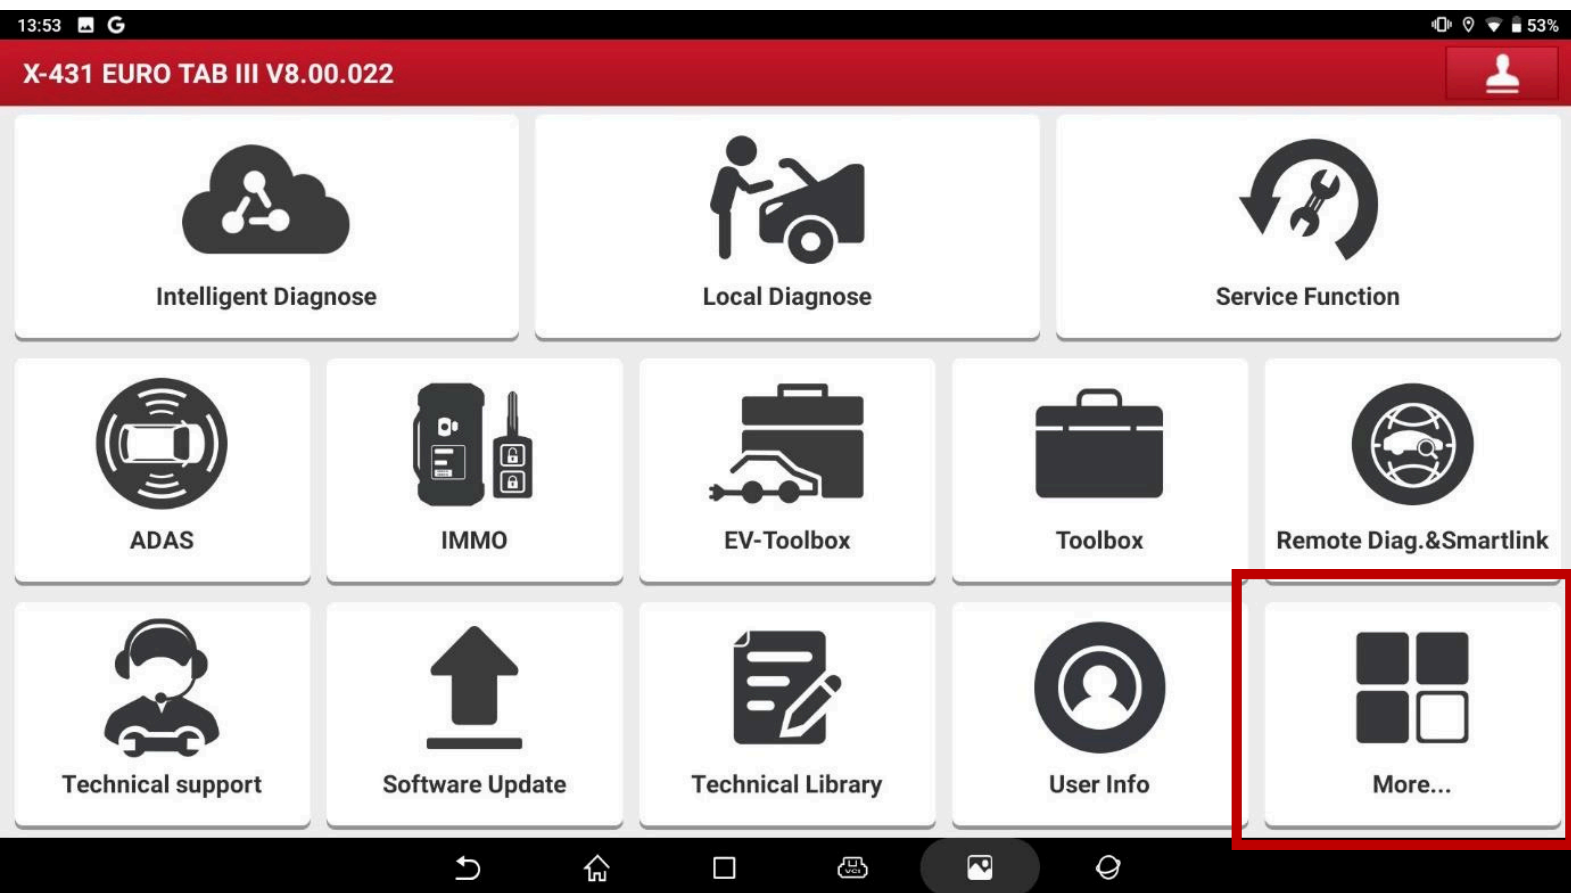 13:53 G 53%
X-431 EURO TAB III V8.00.022
Intelligent Diagnose
Local Diagnose
Service Function
ADAS
IMMO
EV-Toolbox
Toolbox
Remote Diag.&Smartlink
Technical support
Software Update
Technical Library
User Info
More...
VCI